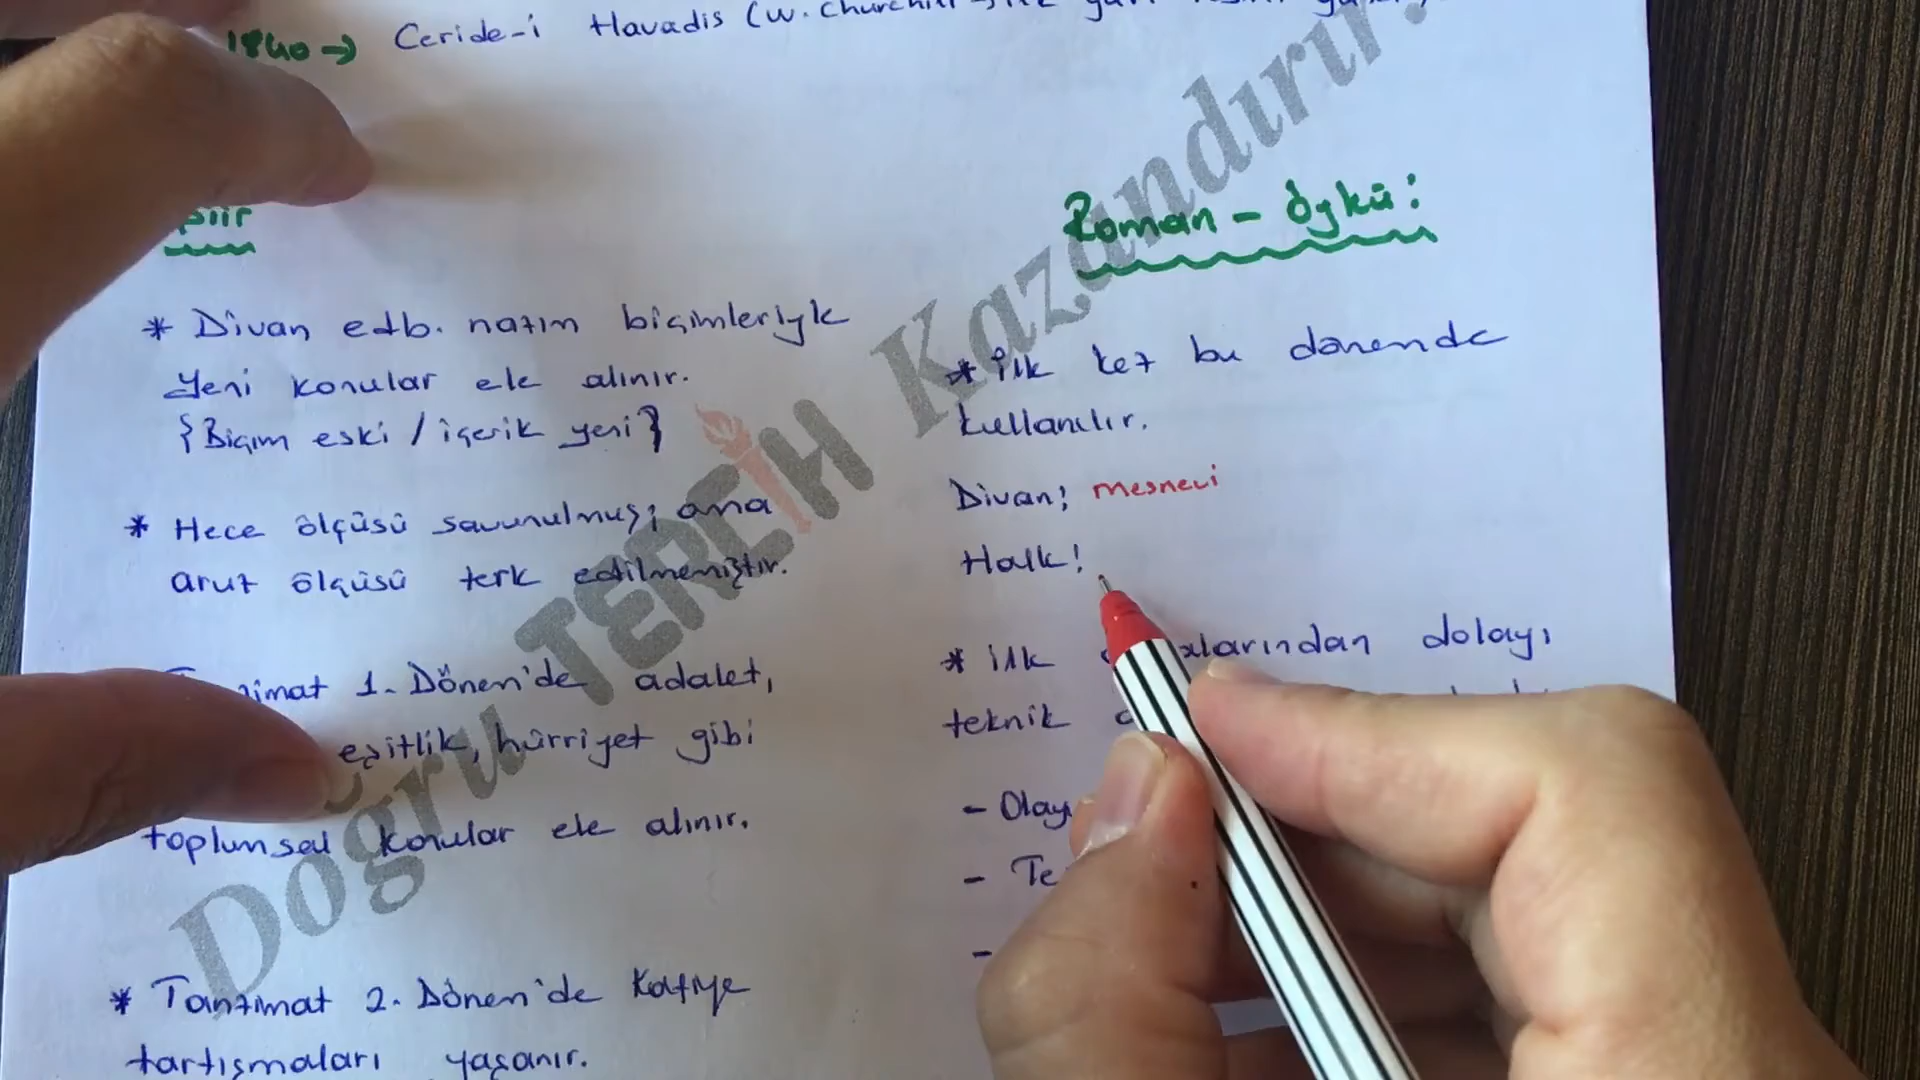 1840 → Ceride-i Havadis (W. Churchill
Şiir
* Divan edb. nazım biçimleriyle
Yeni konular ele alınır.
{Biçim eski / içerik yeni}
* Hece ölçüsü savunulmuş; ama
aruz ölçüsü terk edilmemiştir.
1. Dönem'de adalet,
eşitlik, hürriyet gibi
toplumsal konular ele alınır.
* Tanzimat 2. Dönem'de Kafiye
tartışmaları yaşanır.
Roman - Öykü:
* İlk kez bu dönemde
kullanılır.
Divan; mesnevi
Halk;
* İlk dolayı
teknik
- Olay
- Te
-
Doğru TERCİH Kazandırır.